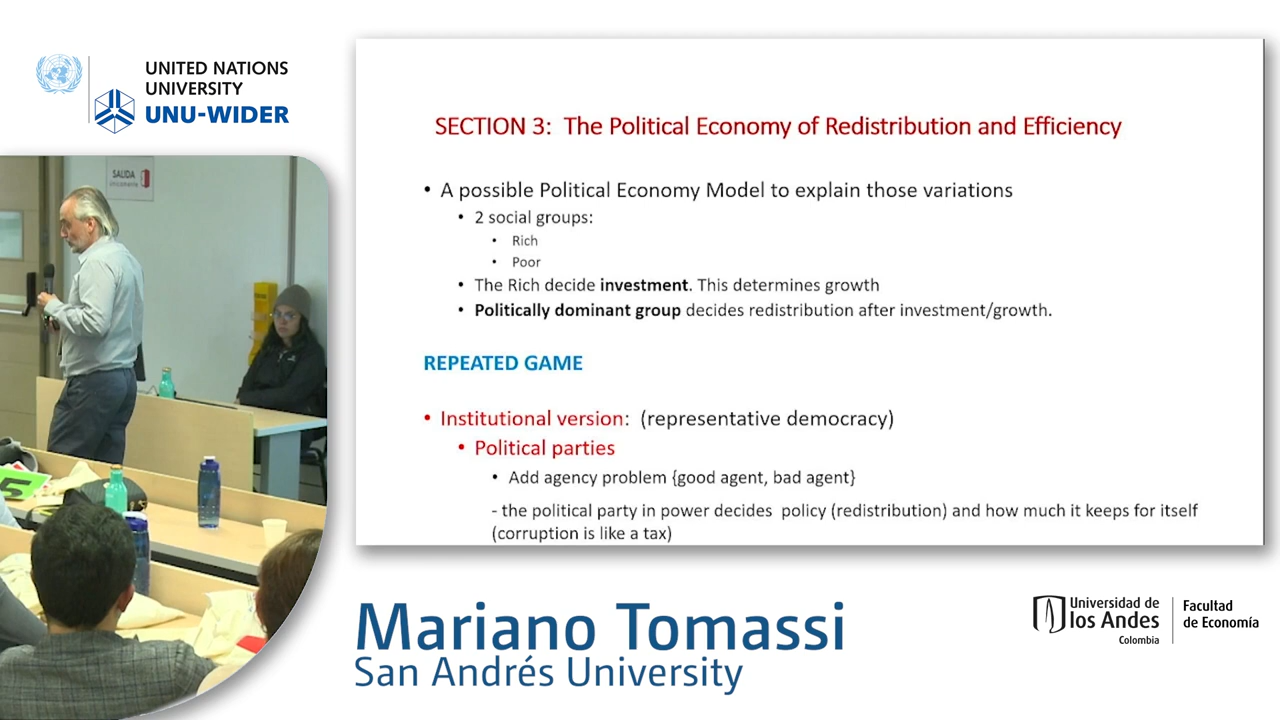 UNITED NATIONS
UNIVERSITY
UNU-WIDER
SALIDA
5
SECTION 3: The Political Economy of Redistribution and Efficiency
• A possible Political Economy Model to explain those variations
• 2 social groups:
• Rich
• Poor
• The Rich decide investment. This determines growth
• Politically dominant group decides redistribution after investment/growth.
REPEATED GAME
• Institutional version: (representative democracy)
• Political parties
• Add agency problem {good agent, bad agent}
- the political party in power decides policy (redistribution) and how much it keeps for itself
(corruption is like a tax)
Mariano Tomassi
San Andrés University
Universidad de
los Andes
Colombia
Facultad
de Economía